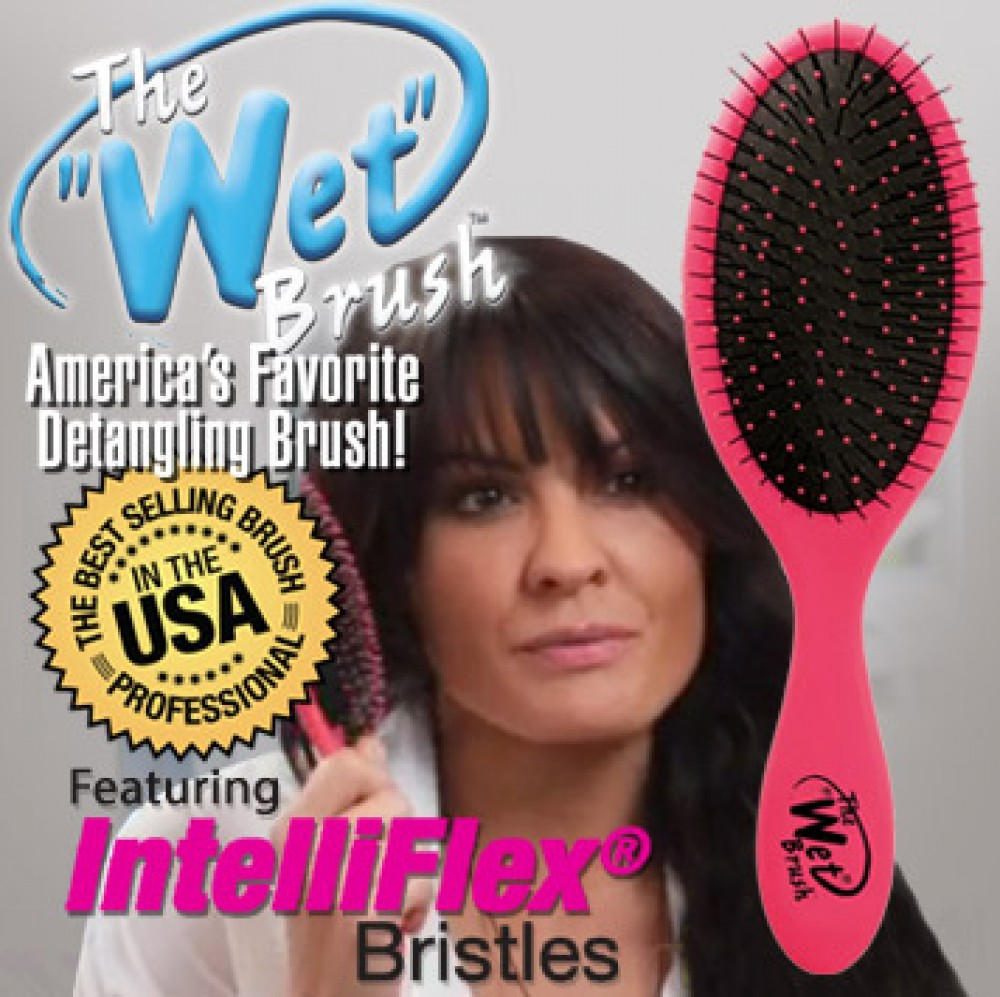 The
"Wet"
Brush™
America's Favorite
Detangling Brush!
THE BEST SELLING BRUSH
IN THE
USA
PROFESSIONAL
Featuring
IntelliFlex®
Bristles
The
"Wet"®
Brush